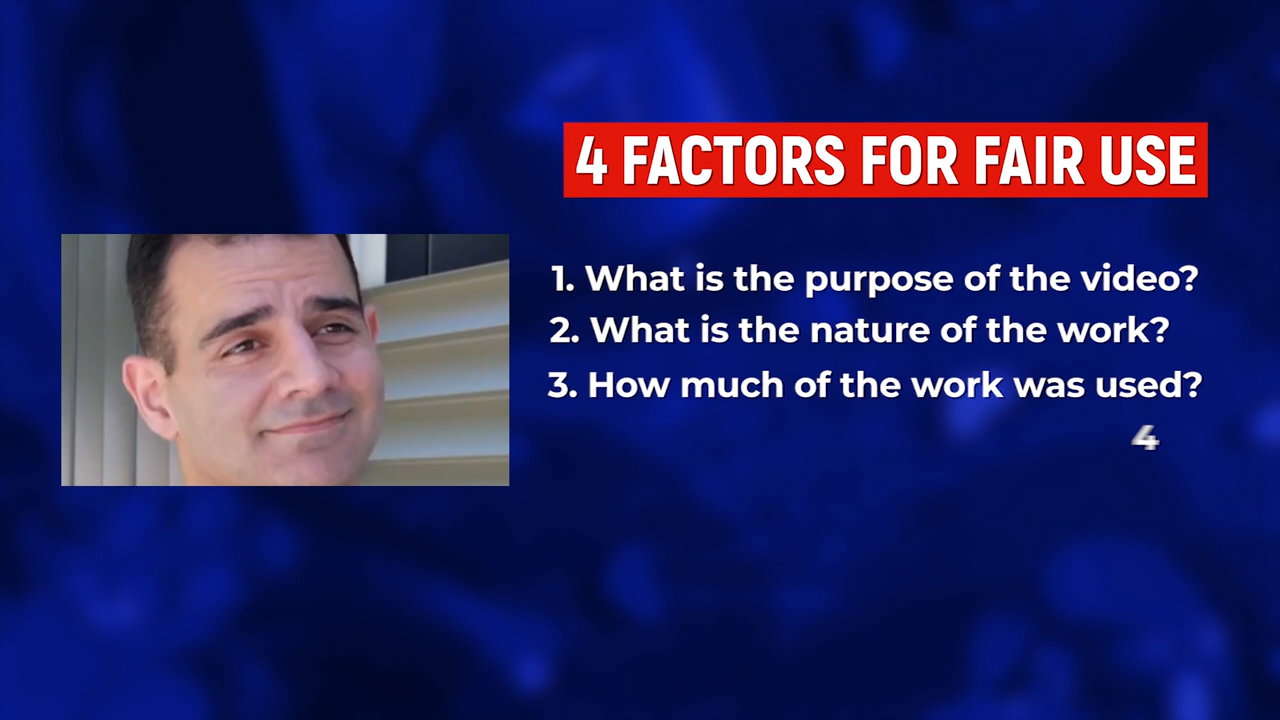 4 FACTORS FOR FAIR USE
1. What is the purpose of the video?
2. What is the nature of the work?
3. How much of the work was used?
4